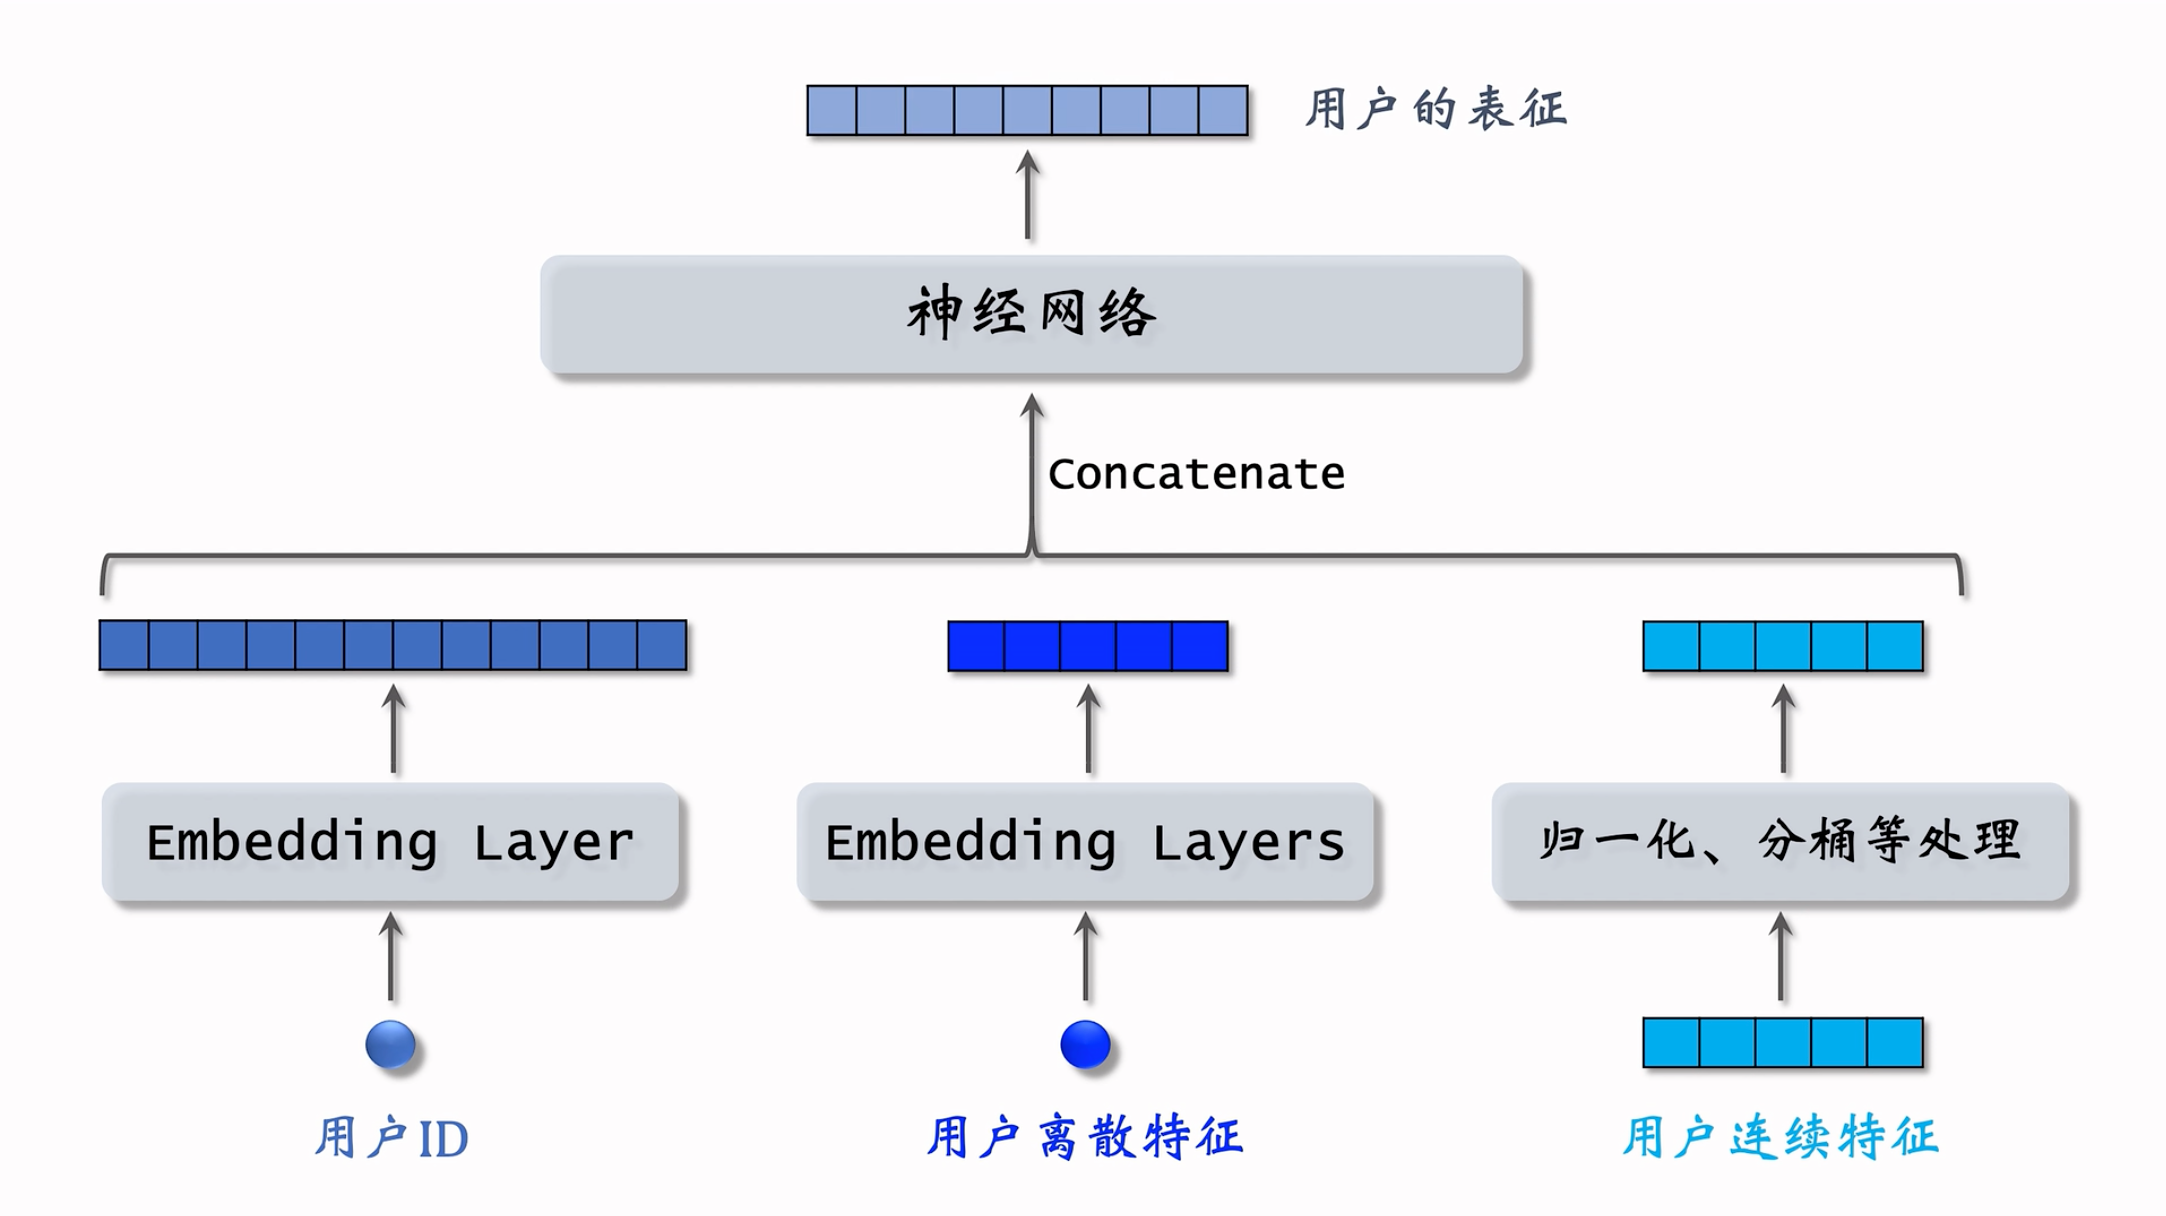 用户的表征
神经网络
Concatenate
Embedding Layer
Embedding Layers
归一化、分桶等处理
用户ID
用户离散特征
用户连续特征